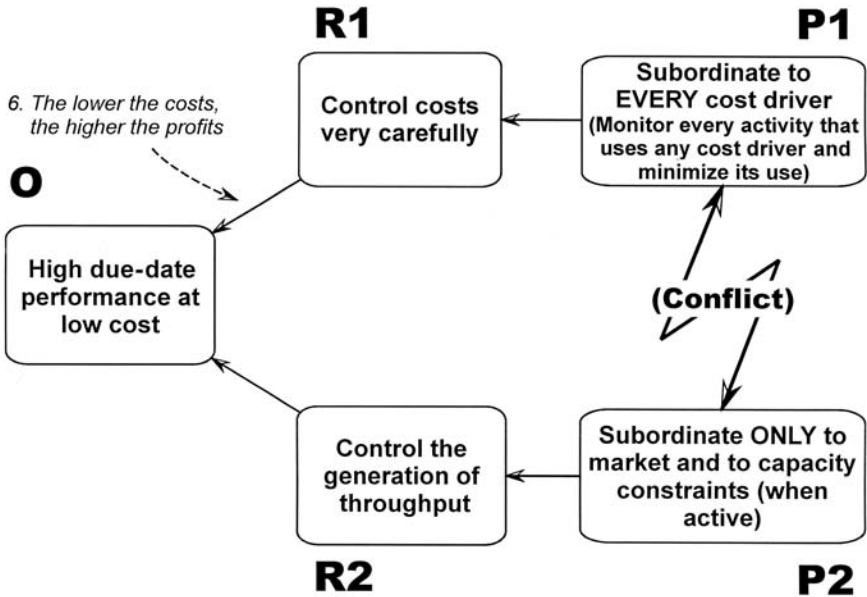 R1
P1
6. The lower the costs,
the higher the profits
Control costs
very carefully
Subordinate to
EVERY cost driver
(Monitor every activity that
uses any cost driver and
minimize its use)
O
High due-date
performance at
low cost
(Conflict)
Control the
generation of
throughput
Subordinate ONLY to
market and to capacity
constraints (when
active)
R2
P2